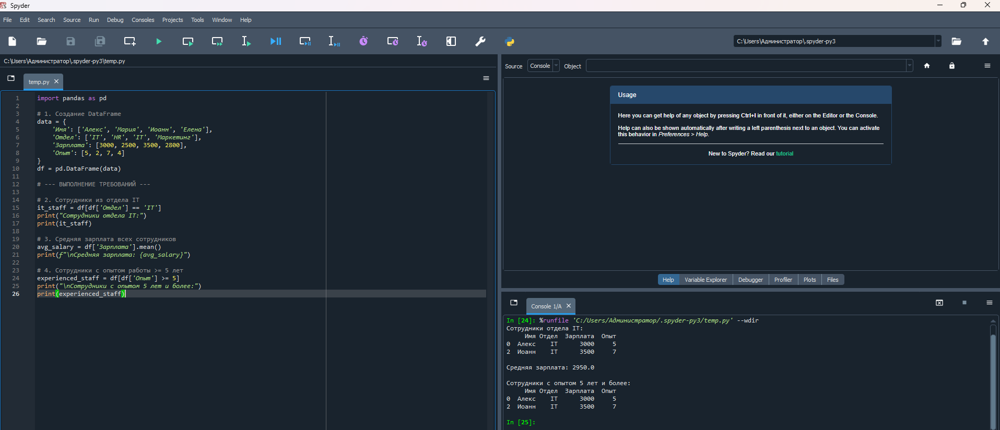 Spyder
File Edit Search Source Run Debug Consoles Projects Tools Window Help
C:\Users\Администратор\.spyder-py3
C:\Users\Администратор\.spyder-py3\temp.py
temp.py
1 import pandas as pd
2
3 # 1. Создание DataFrame
4 data = {
5     'Имя': ['Алекс', 'Мария', 'Иоанн', 'Елена'],
6     'Отдел': ['IT', 'HR', 'IT', 'Маркетинг'],
7     'Зарплата': [3000, 2500, 3500, 2800],
8     'Опыт': [5, 2, 7, 4]
9 }
10 df = pd.DataFrame(data)
11
12 # --- ВЫПОЛНЕНИЕ ТРЕБОВАНИЙ ---
13
14 # 2. Сотрудники из отдела IT
15 it_staff = df[df['Отдел'] == 'IT']
16 print("Сотрудники отдела IT:")
17 print(it_staff)
18
19 # 3. Средняя зарплата всех сотрудников
20 avg_salary = df['Зарплата'].mean()
21 print(f"\nСредняя зарплата: {avg_salary}")
22
23 # 4. Сотрудники с опытом работы >= 5 лет
24 experienced_staff = df[df['Опыт'] >= 5]
25 print("\nСотрудники с опытом 5 лет и более:")
26 print(experienced_staff)
Source Console Object
Usage
Here you can get help of any object by pressing Ctrl+I in front of it, either on the Editor or the Console.
Help can also be shown automatically after writing a left parenthesis next to an object. You can activate
this behavior in Preferences > Help.
New to Spyder? Read our tutorial
Help Variable Explorer Debugger Profiler Plots Files
Console 1/A
In [24]: %runfile 'C:/Users/Администратор/.spyder-py3/temp.py' --wdir
Сотрудники отдела IT:
     Имя Отдел  Зарплата  Опыт
0  Алекс    IT      3000     5
2  Иоанн    IT      3500     7
Средняя зарплата: 2950.0
Сотрудники с опытом 5 лет и более:
     Имя Отдел  Зарплата  Опыт
0  Алекс    IT      3000     5
2  Иоанн    IT      3500     7
In [25]: